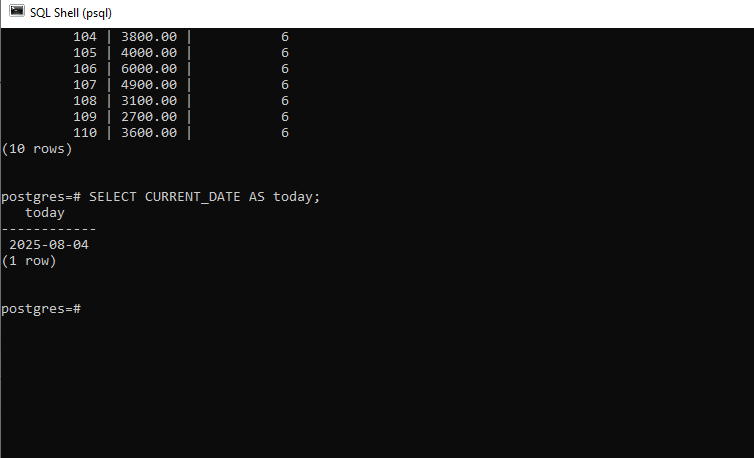 SQL Shell (psql)
104 | 3800.00 | 6
105 | 4000.00 | 6
106 | 6000.00 | 6
107 | 4900.00 | 6
108 | 3100.00 | 6
109 | 2700.00 | 6
110 | 3600.00 | 6
(10 rows)
postgres=# SELECT CURRENT_DATE AS today;
today
------------
2025-08-04
(1 row)
postgres=#